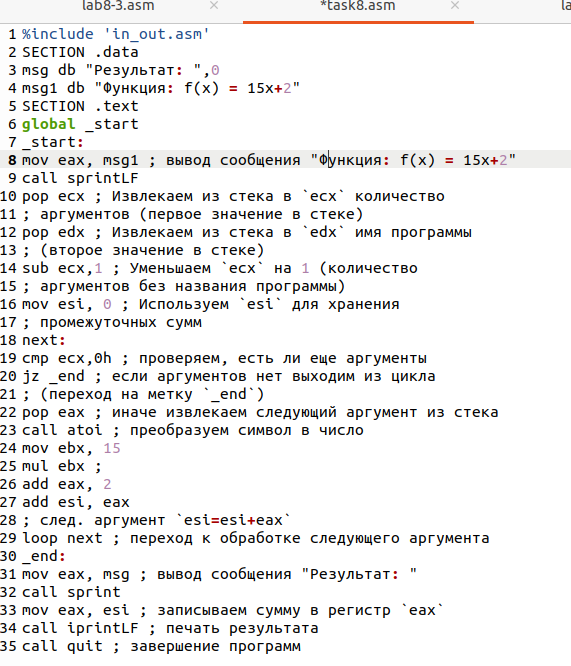 lab8-3.asm × *task8.asm × la
1 %include 'in_out.asm'
2 SECTION .data
3 msg db "Результат: ",0
4 msg1 db "Функция: f(x) = 15x+2"
5 SECTION .text
6 global _start
7 _start:
8 mov eax, msg1 ; вывод сообщения "Функция: f(x) = 15x+2"
9 call sprintLF
10 pop ecx ; Извлекаем из стека в `ecx` количество
11 ; аргументов (первое значение в стеке)
12 pop edx ; Извлекаем из стека в `edx` имя программы
13 ; (второе значение в стеке)
14 sub ecx,1 ; Уменьшаем `ecx` на 1 (количество
15 ; аргументов без названия программы)
16 mov esi, 0 ; Используем `esi` для хранения
17 ; промежуточных сумм
18 next:
19 cmp ecx,0h ; проверяем, есть ли еще аргументы
20 jz _end ; если аргументов нет выходим из цикла
21 ; (переход на метку `_end`)
22 pop eax ; иначе извлекаем следующий аргумент из стека
23 call atoi ; преобразуем символ в число
24 mov ebx, 15
25 mul ebx ;
26 add eax, 2
27 add esi, eax
28 ; след. аргумент `esi=esi+eax`
29 loop next ; переход к обработке следующего аргумента
30 _end:
31 mov eax, msg ; вывод сообщения "Результат: "
32 call sprint
33 mov eax, esi ; записываем сумму в регистр `eax`
34 call iprintLF ; печать результата
35 call quit ; завершение программ